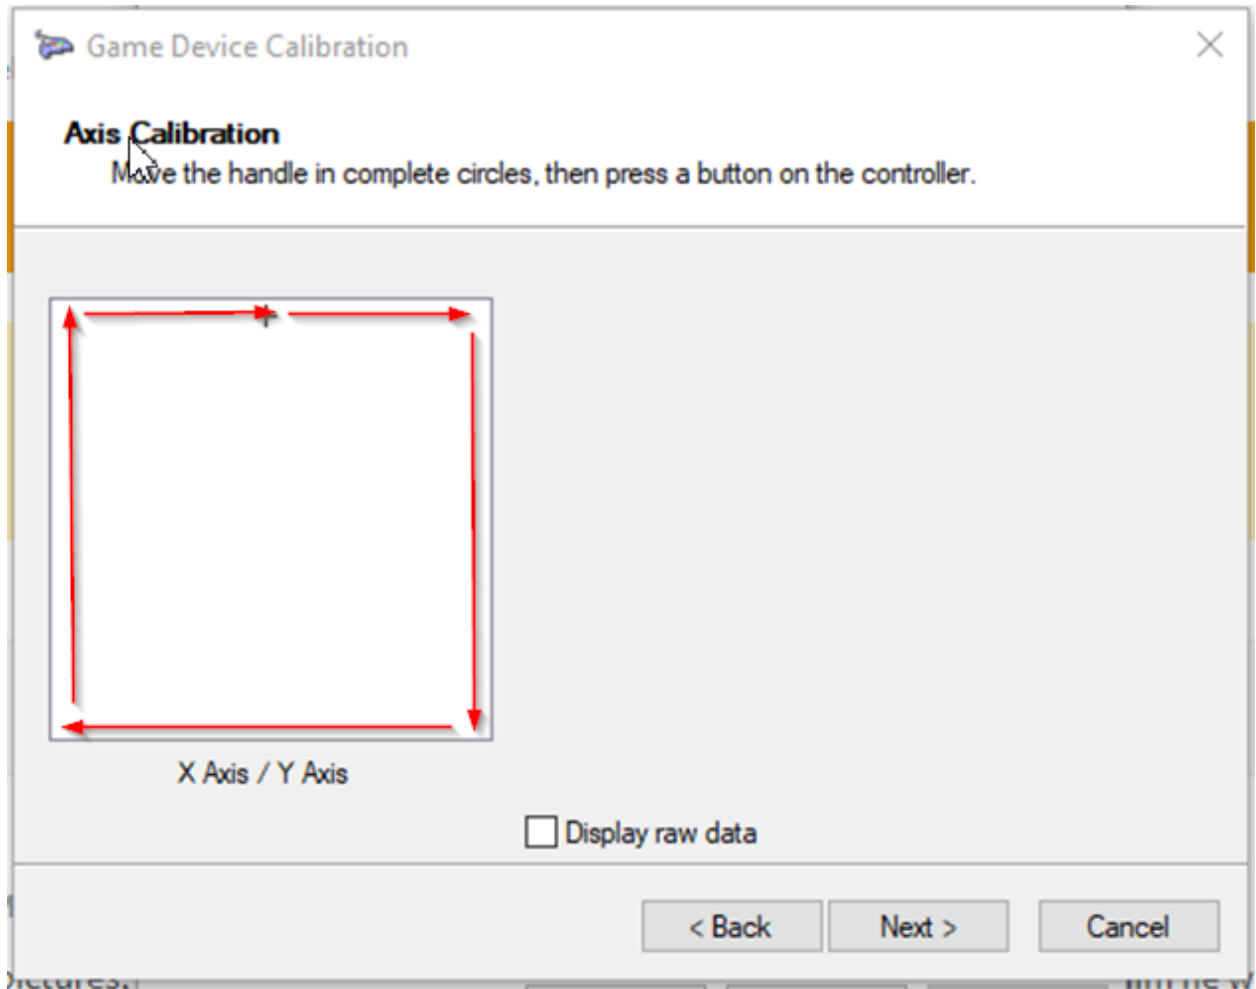 Game Device Calibration
Axis Calibration
Move the handle in complete circles, then press a button on the controller.
X Axis / Y Axis
Display raw data
< Back
Next >
Cancel